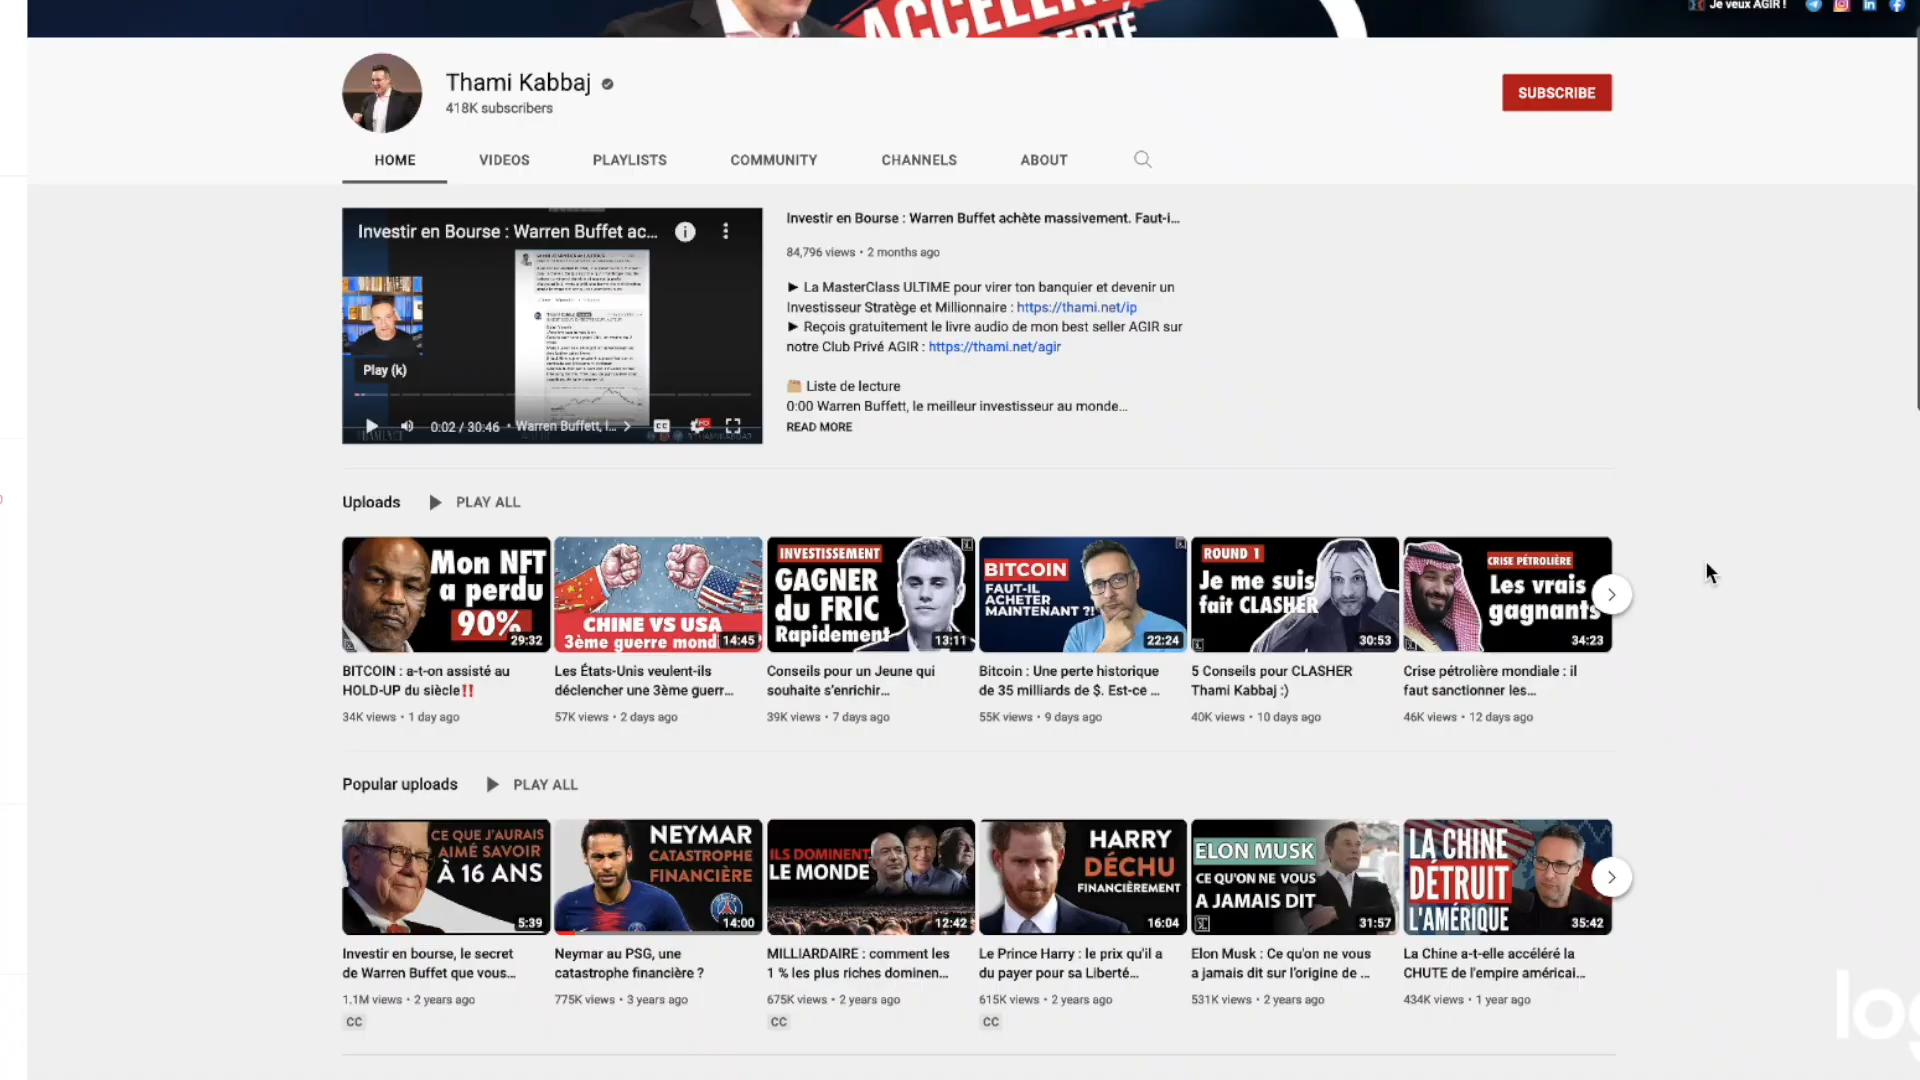 Je veux AGIR !
Thami Kabbaj
418K subscribers
SUBSCRIBE
HOME
VIDEOS
PLAYLISTS
COMMUNITY
CHANNELS
ABOUT
Investir en Bourse : Warren Buffet ac...
Play (k)
0:02 / 30:46 • Warren Buffett, l...
CC
HD
Investir en Bourse : Warren Buffet achète massivement. Faut-i...
84,796 views • 2 months ago
► La MasterClass ULTIME pour virer ton banquier et devenir un
Investisseur Stratège et Millionnaire : https://thami.net/ip
► Reçois gratuitement le livre audio de mon best seller AGIR sur
notre Club Privé AGIR : https://thami.net/agir
Liste de lecture
0:00 Warren Buffett, le meilleur investisseur au monde...
READ MORE
Uploads
PLAY ALL
Mon NFT
a perdu
90%
29:32
BITCOIN : a-t-on assisté au
HOLD-UP du siècle‼️
34K views • 1 day ago
CHINE VS USA
3ème guerre mondi
14:45
Les États-Unis veulent-ils
déclencher une 3ème guerr...
57K views • 2 days ago
INVESTISSEMENT
GAGNER
du FRIC
Rapidement
13:11
Conseils pour un Jeune qui
souhaite s'enrichir...
39K views • 7 days ago
BITCOIN
FAUT-IL
ACHETER
MAINTENANT ?!
22:24
Bitcoin : Une perte historique
de 35 milliards de $. Est-ce ...
55K views • 9 days ago
ROUND 1
Je me suis
fait CLASHER
30:53
5 Conseils pour CLASHER
Thami Kabbaj :)
40K views • 10 days ago
CRISE PÉTROLIÈRE
Les vrais
gagnants
34:23
Crise pétrolière mondiale : il
faut sanctionner les...
46K views • 12 days ago
Popular uploads
PLAY ALL
CE QUE J'AURAIS
AIMÉ SAVOIR
À 16 ANS
5:39
Investir en bourse, le secret
de Warren Buffet que vous...
1.1M views • 2 years ago
CC
NEYMAR
CATASTROPHE
FINANCIÈRE
14:00
Neymar au PSG, une
catastrophe financière ?
775K views • 3 years ago
ILS DOMINENT
LE MONDE
12:42
MILLIARDAIRE : comment les
1 % les plus riches dominen...
675K views • 2 years ago
CC
HARRY
DÉCHU
FINANCIÈREMENT
16:04
Le Prince Harry : le prix qu'il a
du payer pour sa Liberté...
615K views • 2 years ago
CC
ELON MUSK
CE QU'ON NE VOUS
A JAMAIS DIT
31:57
Elon Musk : Ce qu'on ne vous
a jamais dit sur l'origine de ...
531K views • 2 years ago
LA CHINE
DÉTRUIT
L'AMÉRIQUE
35:42
La Chine a-t-elle accéléré la
CHUTE de l'empire américai...
434K views • 1 year ago